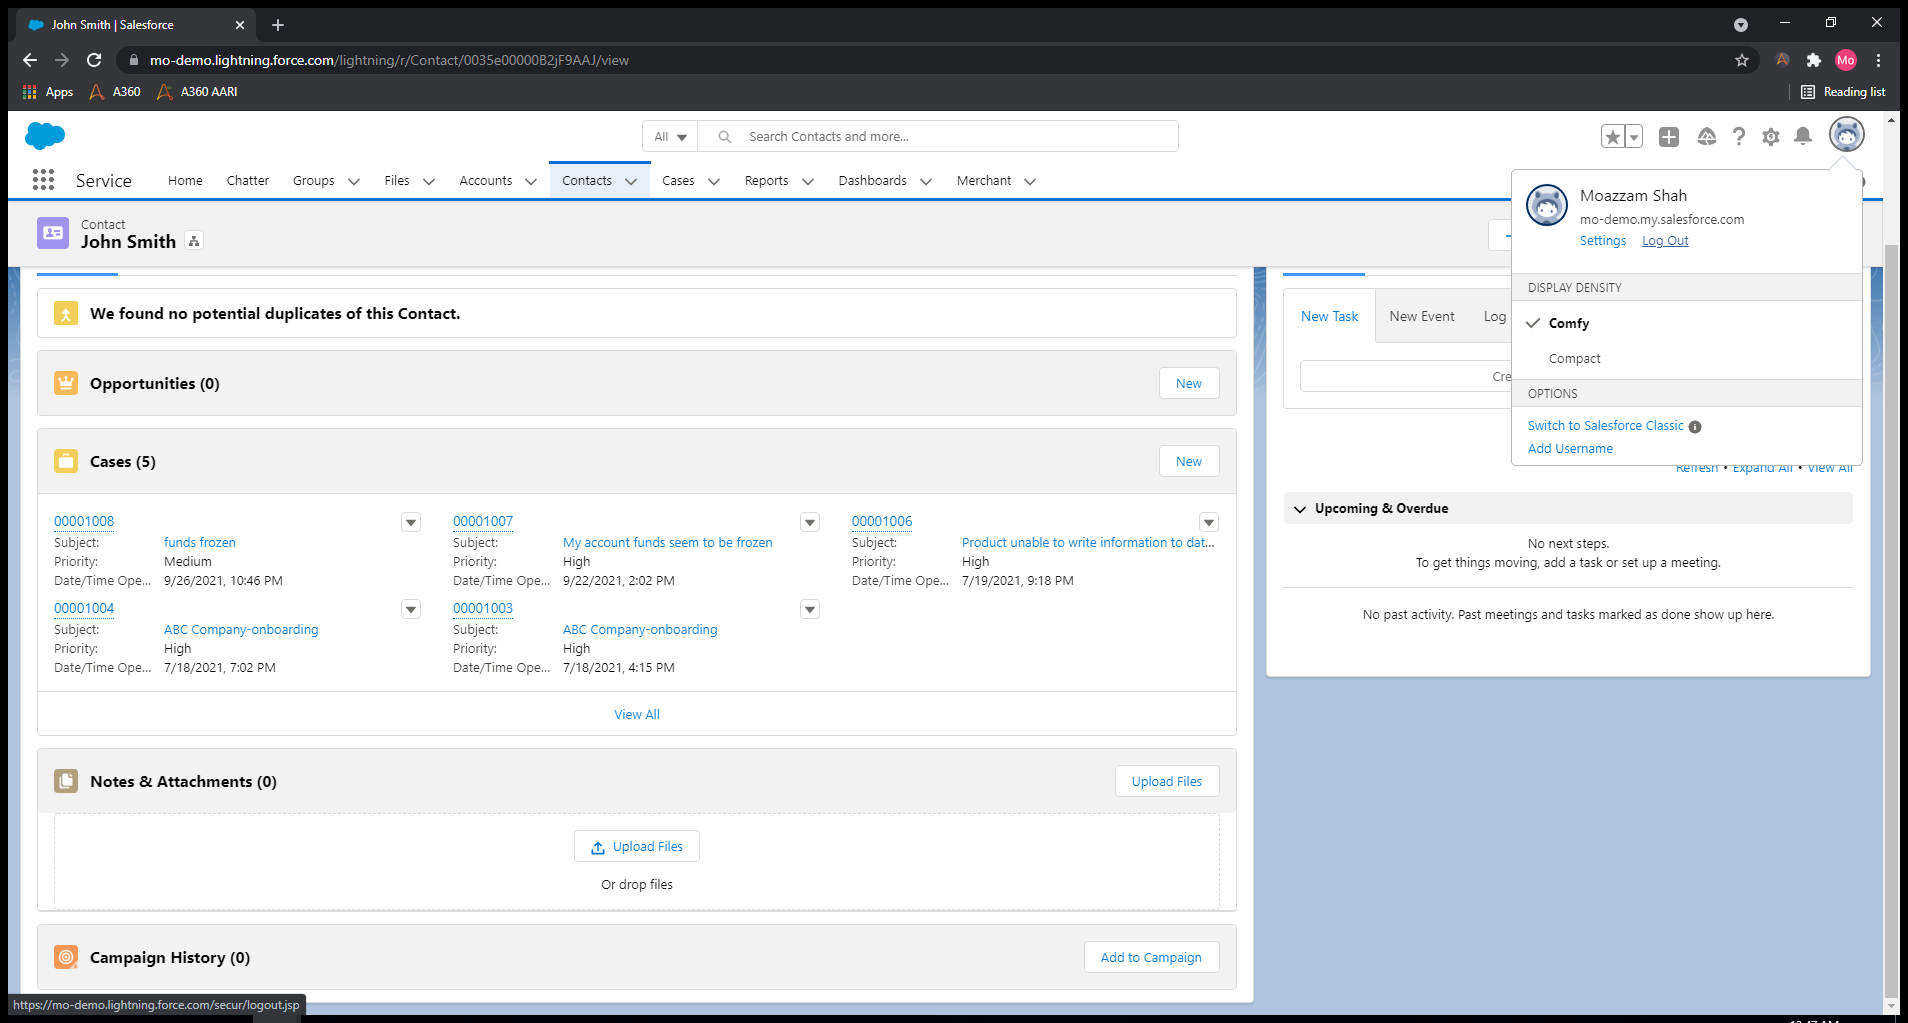 John Smith | Salesforce
mo-demo.lightning.force.com/lightning/r/Contact/0035e00000B2jF9AAJ/view
Mo
Apps A360 A360 AARI
Reading list
All Search Contacts and more...
Service Home Chatter Groups Files Accounts Contacts Cases Reports Dashboards Merchant
Contact
John Smith
Moazzam Shah
mo-demo.my.salesforce.com
Settings Log Out
DISPLAY DENSITY
Comfy
Compact
OPTIONS
Switch to Salesforce Classic
Add Username
We found no potential duplicates of this Contact.
Opportunities (0) New
Cases (5) New
00001008
Subject: funds frozen
Priority: Medium
Date/Time Ope... 9/26/2021, 10:46 PM
00001007
Subject: My account funds seem to be frozen
Priority: High
Date/Time Ope... 9/22/2021, 2:02 PM
00001006
Subject: Product unable to write information to dat...
Priority: High
Date/Time Ope... 7/19/2021, 9:18 PM
00001004
Subject: ABC Company-onboarding
Priority: High
Date/Time Ope... 7/18/2021, 7:02 PM
00001003
Subject: ABC Company-onboarding
Priority: High
Date/Time Ope... 7/18/2021, 4:15 PM
View All
Notes & Attachments (0) Upload Files
Upload Files
Or drop files
Campaign History (0) Add to Campaign
New Task New Event Log
Cre
Refresh • Expand All • View All
Upcoming & Overdue
No next steps.
To get things moving, add a task or set up a meeting.
No past activity. Past meetings and tasks marked as done show up here.
https://mo-demo.lightning.force.com/secur/logout.jsp